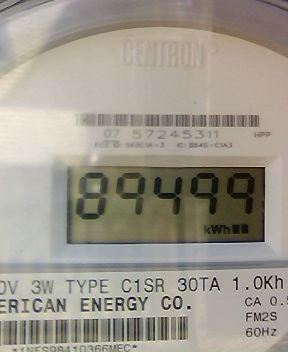 CENTRON®
07 57245311 HPP
89499
kWh
0V 3W TYPE C1SR 30TA 1.0Kh
ERICAN ENERGY CO. CA 0.5
FM2S
60Hz